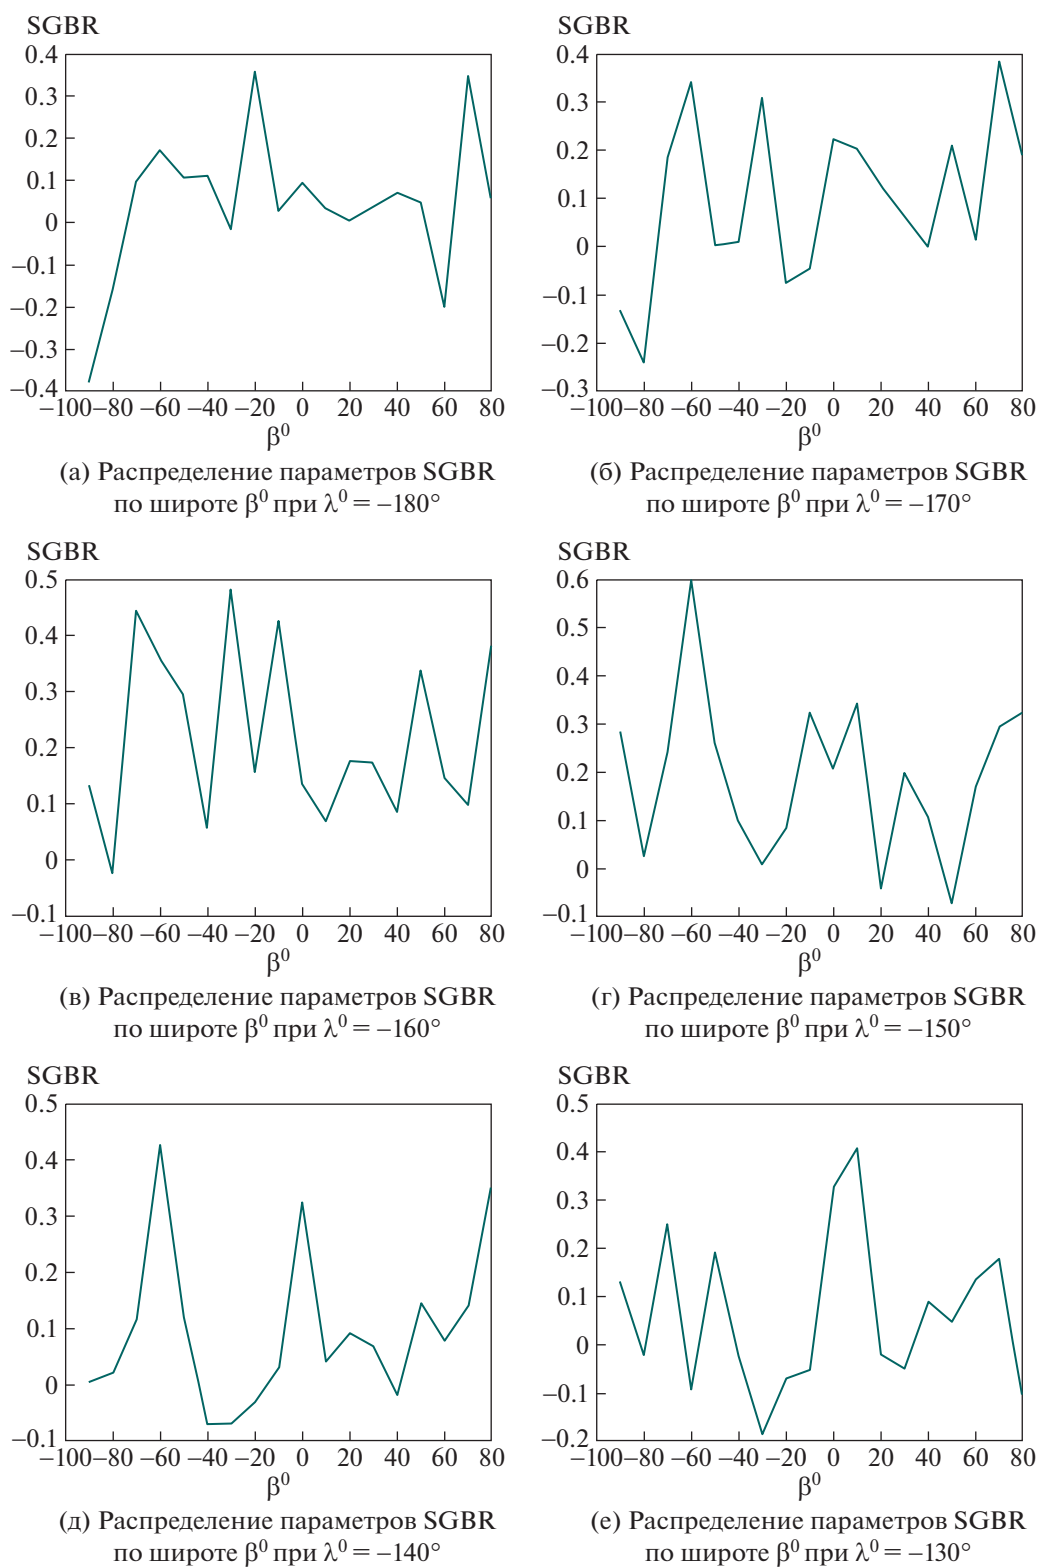 SGBR
0.4
0.3
0.2
0.1
0
–0.1
–0.2
–0.3
–0.4
–100 –80 –60 –40 –20 0 20 40 60 80
β⁰
(а) Распределение параметров SGBR
по широте β⁰ при λ⁰ = –180°
SGBR
0.4
0.3
0.2
0.1
0
–0.1
–0.2
–0.3
–100 –80 –60 –40 –20 0 20 40 60 80
β⁰
(б) Распределение параметров SGBR
по широте β⁰ при λ⁰ = –170°
SGBR
0.5
0.4
0.3
0.2
0.1
0
–0.1
–100 –80 –60 –40 –20 0 20 40 60 80
β⁰
(в) Распределение параметров SGBR
по широте β⁰ при λ⁰ = –160°
SGBR
0.6
0.5
0.4
0.3
0.2
0.1
0
–0.1
–100 –80 –60 –40 –20 0 20 40 60 80
β⁰
(г) Распределение параметров SGBR
по широте β⁰ при λ⁰ = –150°
SGBR
0.5
0.4
0.3
0.2
0.1
0
–0.1
–100 –80 –60 –40 –20 0 20 40 60 80
β⁰
(д) Распределение параметров SGBR
по широте β⁰ при λ⁰ = –140°
SGBR
0.5
0.4
0.3
0.2
0.1
0
–0.1
–0.2
–100 –80 –60 –40 –20 0 20 40 60 80
β⁰
(е) Распределение параметров SGBR
по широте β⁰ при λ⁰ = –130°